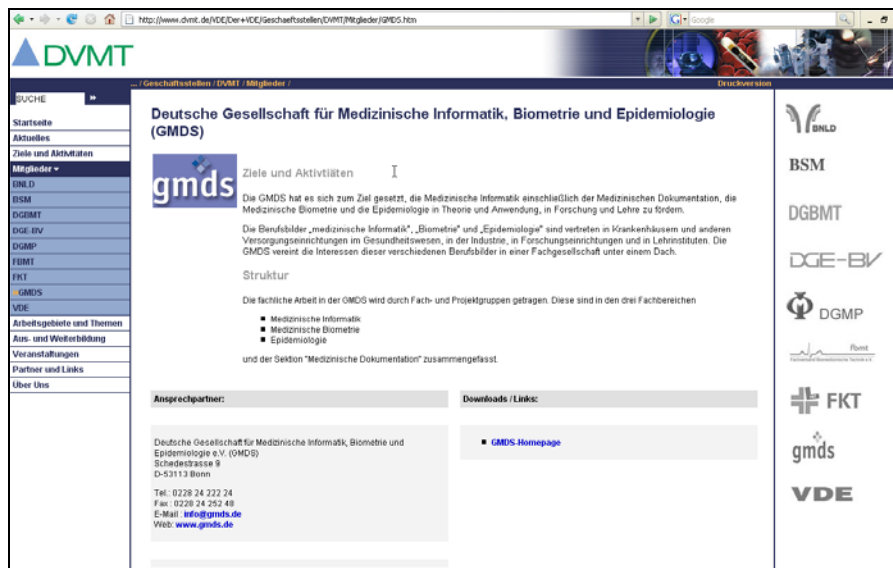 http://www.dvmt.de/VDE/Der+VDE/Geschaeftsstellen/DVMT/Mitglieder/GMDS.htm
Google
DVMT
.../ Geschäftsstellen / DVMT / Mitglieder /
Druckversion
SUCHE
Startseite
Aktuelles
Ziele und Aktivitäten
Mitglieder
BNLD
BSM
DGBMT
DGE-BV
DGMP
FBMT
FKT
GMDS
VDE
Arbeitsgebiete und Themen
Aus- und Weiterbildung
Veranstaltungen
Partner und Links
Über Uns
Deutsche Gesellschaft für Medizinische Informatik, Biometrie und Epidemiologie
(GMDS)
gmds
Ziele und Aktivtiäten
Die GMDS hat es sich zum Ziel gesetzt, die Medizinische Informatik einschließlich der Medizinischen Dokumentation, die
Medizinische Biometrie und die Epidemiologie in Theorie und Anwendung, in Forschung und Lehre zu fördern.
Die Berufsbilder „medizinische Informatik", „Biometrie" und „Epidemiologie" sind vertreten in Krankenhäusern und anderen
Versorgungseinrichtungen im Gesundheitswesen, in der Industrie, in Forschungseinrichtungen und in Lehrinstituten. Die
GMDS vereint die Interessen dieser verschiedenen Berufsbilder in einer Fachgesellschaft unter einem Dach.
Struktur
Die fachliche Arbeit in der GMDS wird durch Fach- und Projektgruppen getragen. Diese sind in den drei Fachbereichen
Medizinische Informatik
Medizinische Biometrie
Epidemiologie
und der Sektion "Medizinische Dokumentation" zusammengefasst.
Ansprechpartner:
Deutsche Gesellschaft für Medizinische Informatik, Biometrie und
Epidemiologie e.V. (GMDS)
Schedestrasse 9
D-53113 Bonn
Tel.: 0228 24 222 24
Fax: 0228 24 252 48
E-Mail: info@gmds.de
Web: www.gmds.de
Downloads / Links:
GMDS-Homepage
BNLD
BSM
DGBMT
DGE-BV
DGMP
fbmt
FKT
gmds
VDE